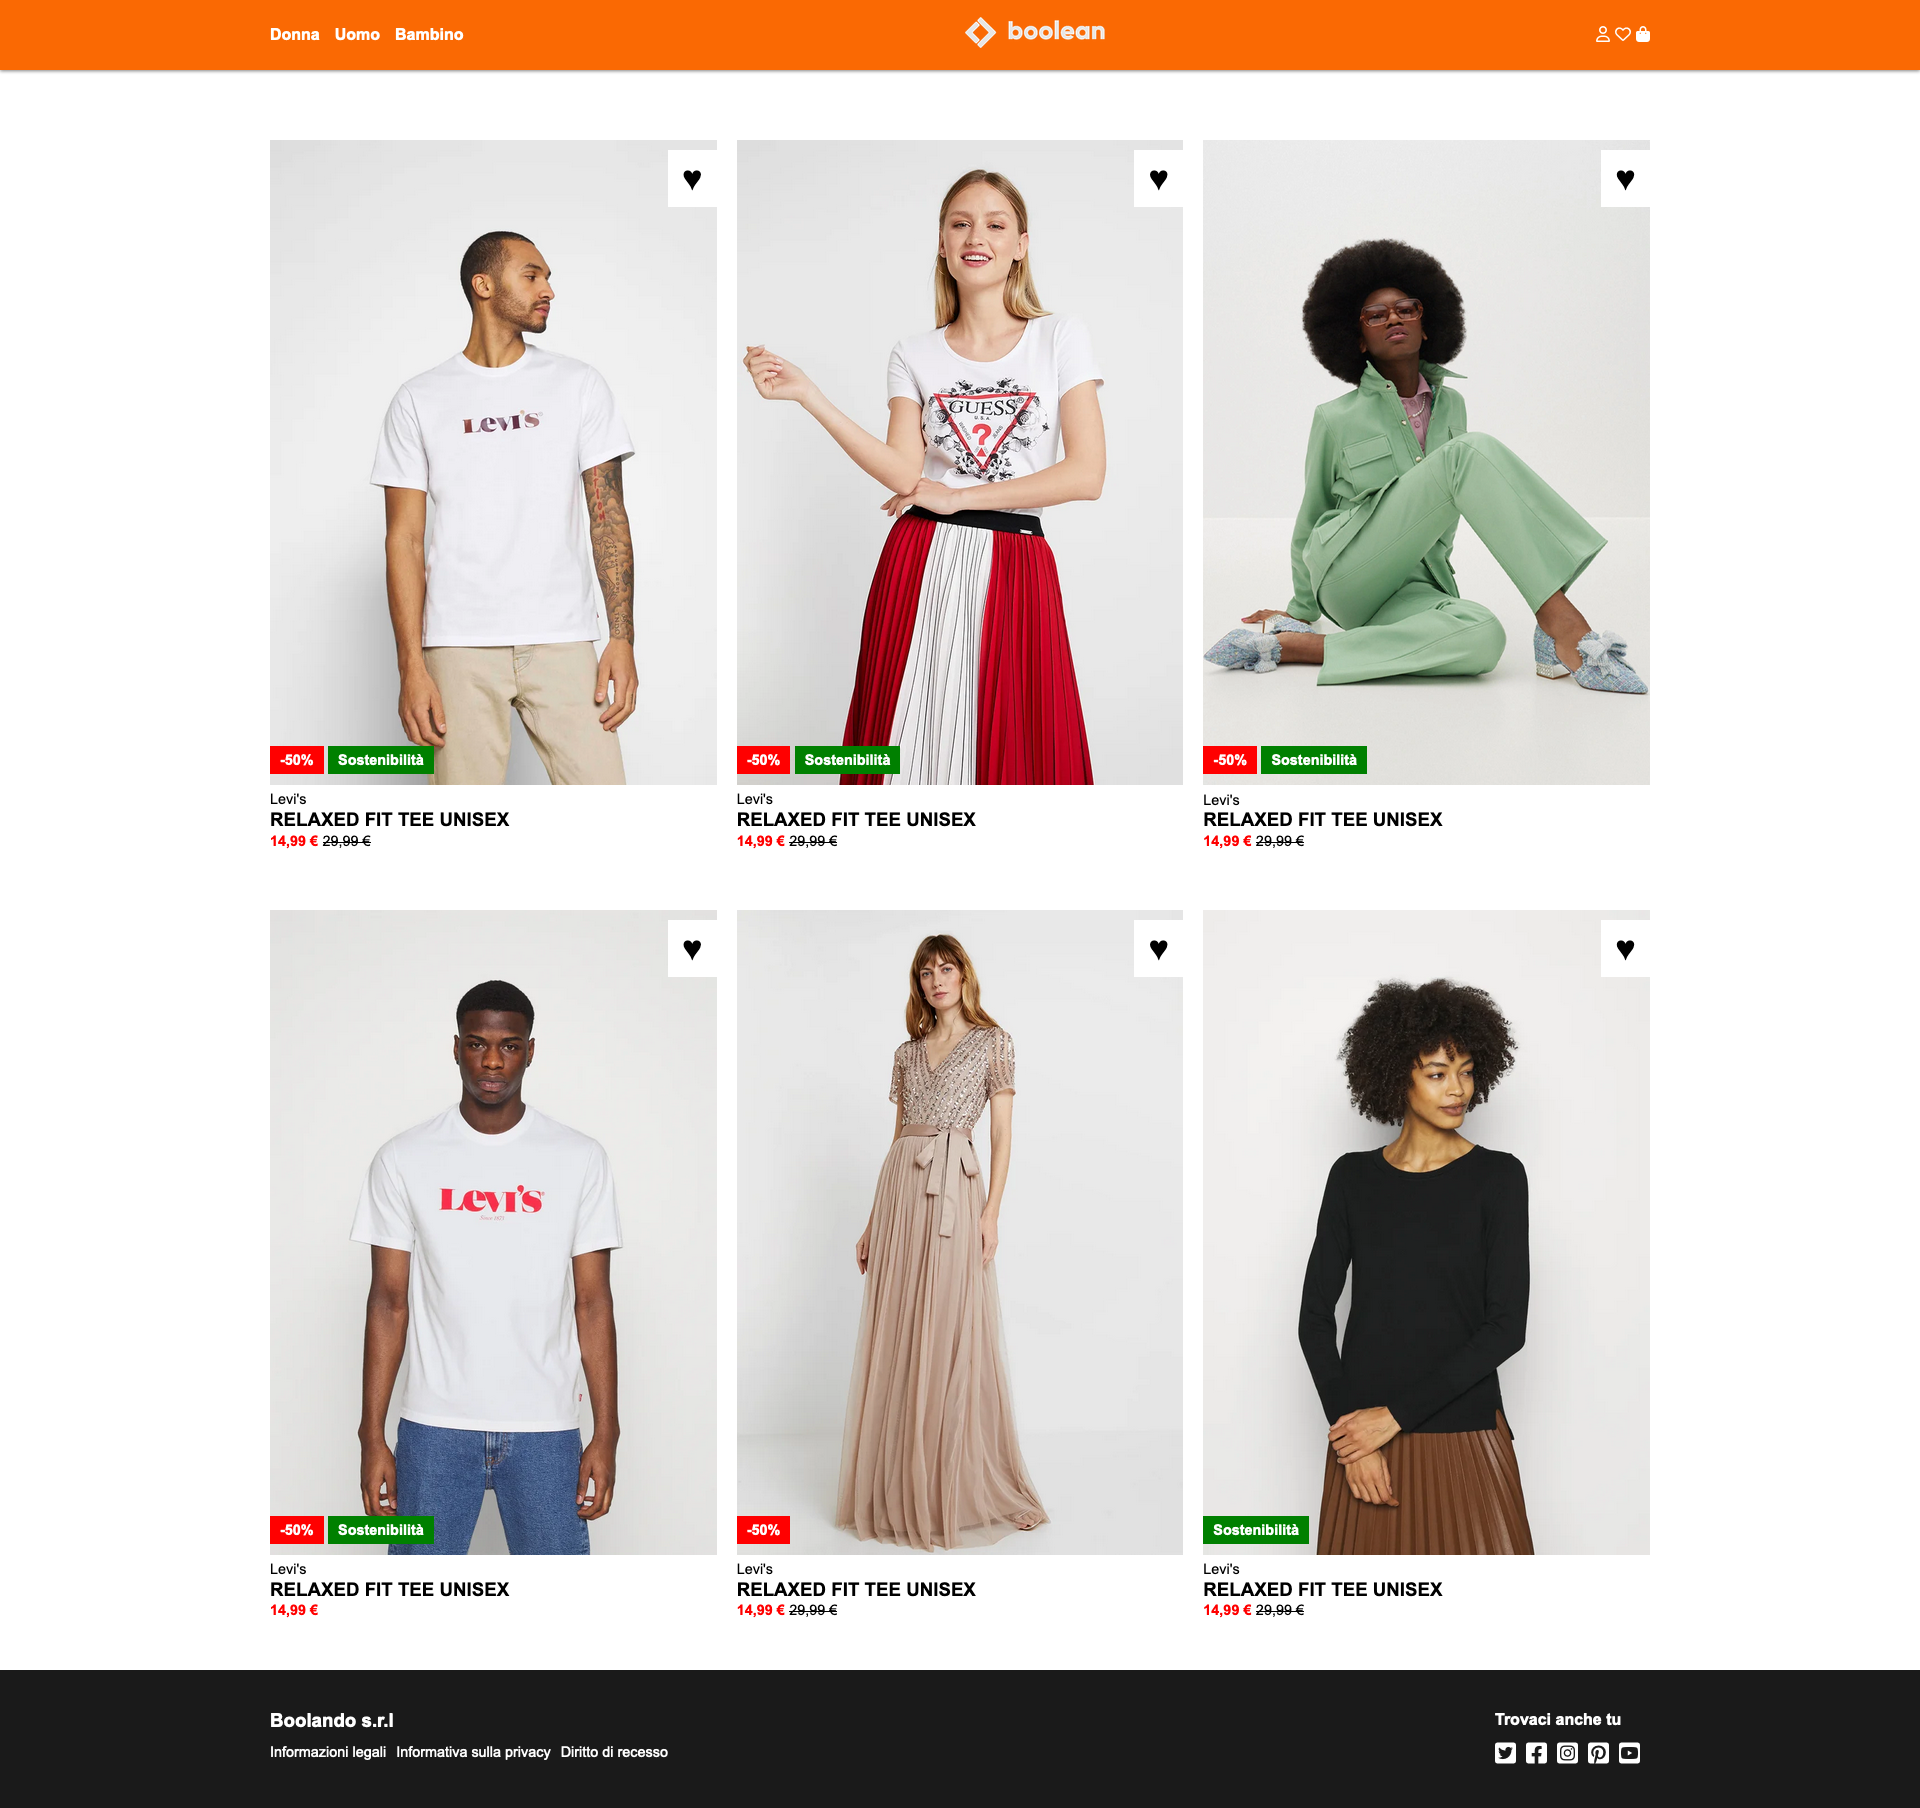 Donna Uomo Bambino
boolean
♥ ♥ ♥
Levi's
GUESS®
U.S.A.
?
-50% Sostenibilità
-50% Sostenibilità
-50% Sostenibilità
Levi's
RELAXED FIT TEE UNISEX
14,99 € 29,99 €
Levi's
RELAXED FIT TEE UNISEX
14,99 € 29,99 €
Levi's
RELAXED FIT TEE UNISEX
14,99 € 29,99 €
♥ ♥ ♥
Levi's
-50% Sostenibilità
-50%
Sostenibilità
Levi's
RELAXED FIT TEE UNISEX
14,99 €
Levi's
RELAXED FIT TEE UNISEX
14,99 € 29,99 €
Levi's
RELAXED FIT TEE UNISEX
14,99 € 29,99 €
Boolando s.r.l
Informazioni legali Informativa sulla privacy Diritto di recesso
Trovaci anche tu